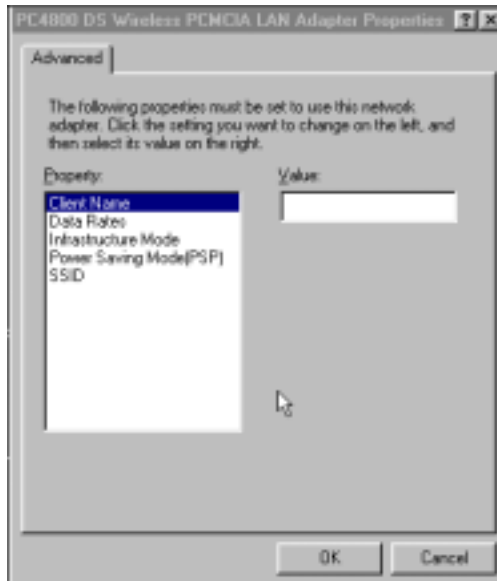 PC4800 DS Wireless PCMCIA LAN Adapter Properties
Advanced
The following properties must be set to use this network
adapter. Click the setting you want to change on the left, and
then select its value on the right.
Property:
Value:
Client Name
Data Rates
Infrastructure Mode
Power Saving Mode(PSP)
SSID
OK
Cancel